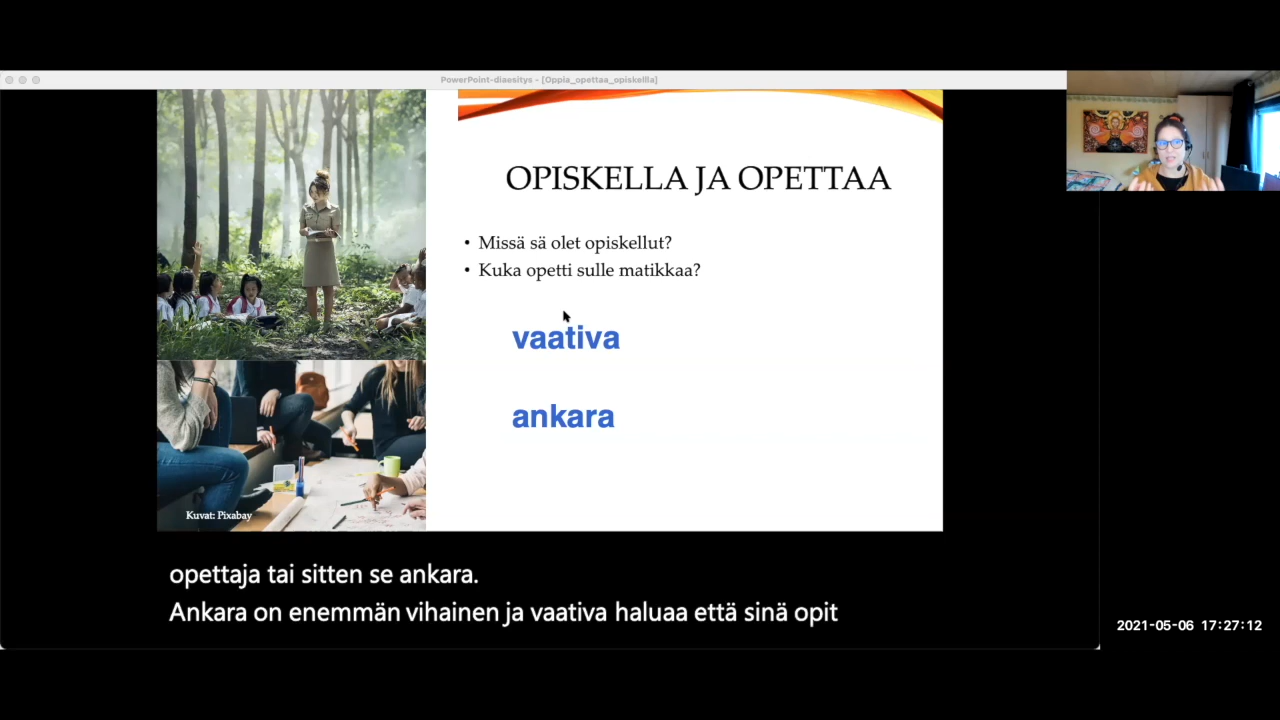 PowerPoint-diaesitys - [Oppia_opettaa_opiskellla]
OPISKELLA JA OPETTAA
• Missä sä olet opiskellut?
• Kuka opetti sulle matikkaa?
vaativa
ankara
Kuvat: Pixabay
opettaja tai sitten se ankara.
Ankara on enemmän vihainen ja vaativa haluaa että sinä opit
2021-05-06 17:27:12